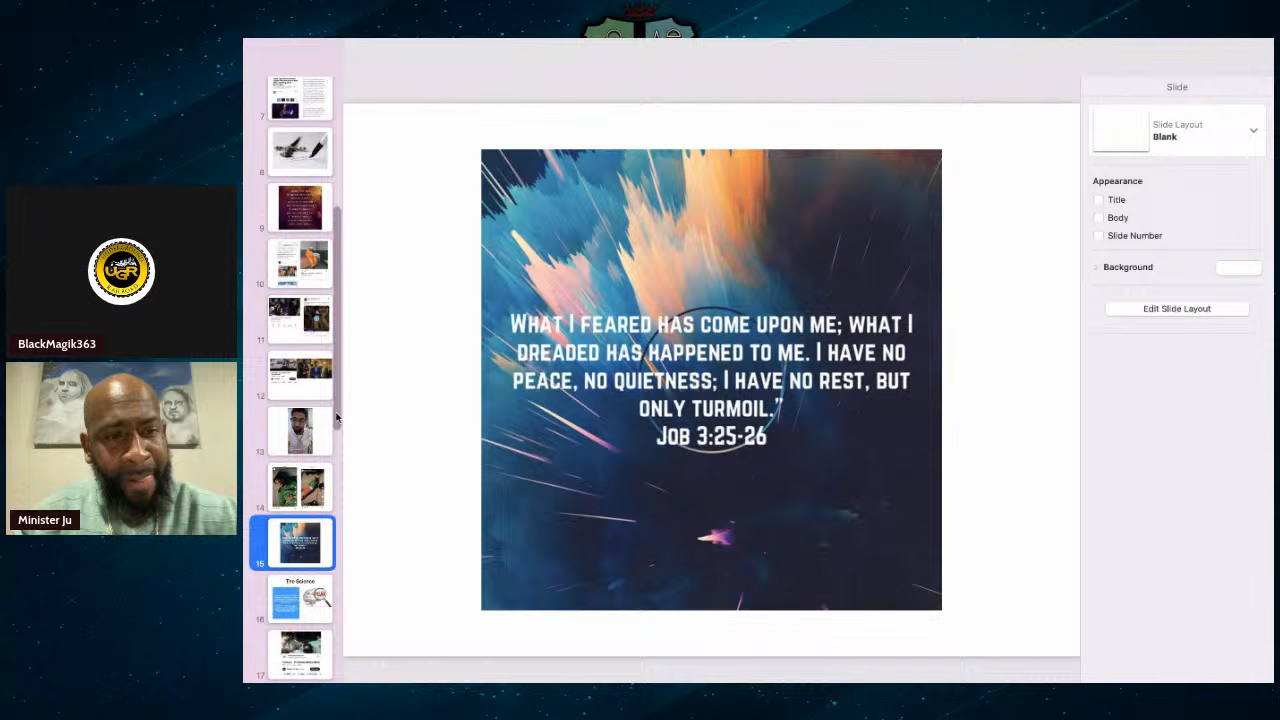 Slide
Slide Layout
Blank
Appearance
Title
Body
Slide Number
Background
Edit Slide Layout
7
8
9
10
11
12
13
14
15
The Science
16
17
WHAT I FEARED HAS COME UPON ME; WHAT I
DREADED HAS HAPPENED TO ME. I HAVE NO
PEACE, NO QUIETNESS; I HAVE NO REST, BUT
ONLY TURMOIL.”
JOB 3:25-26
UGR
RAILROAD
BlackMagik363
Minister Ju